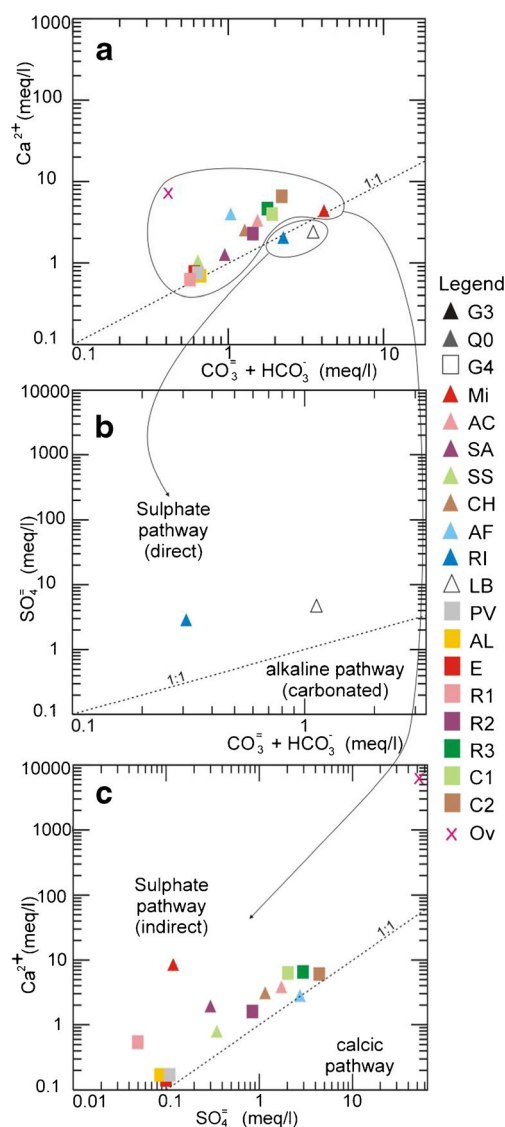 a
1000
100
10
1
0.1
Ca²⁺ (meq/l)
1:1
0.1 1 10
CO₃⁼ + HCO₃⁻ (meq/l)
b
10000
1000
100
10
1
0.1
SO₄⁼ (meq/l)
Sulphate
pathway
(direct)
1:1
alkaline pathway
(carbonated)
0.1 1
CO₃⁼ + HCO₃⁻ (meq/l)
c
10000
1000
100
10
1
0.1
Ca²⁺ (meq/l)
Sulphate
pathway
(indirect)
1:1
calcic
pathway
0.01 0.1 1 10
SO₄⁼ (meq/l)
Legend
G3
Q0
G4
Mi
AC
SA
SS
CH
AF
RI
LB
PV
AL
E
R1
R2
R3
C1
C2
Ov